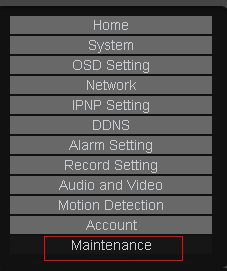 Home
System
OSD Setting
Network
IPNP Setting
DDNS
Alarm Setting
Record Setting
Audio and Video
Motion Detection
Account
Maintenance